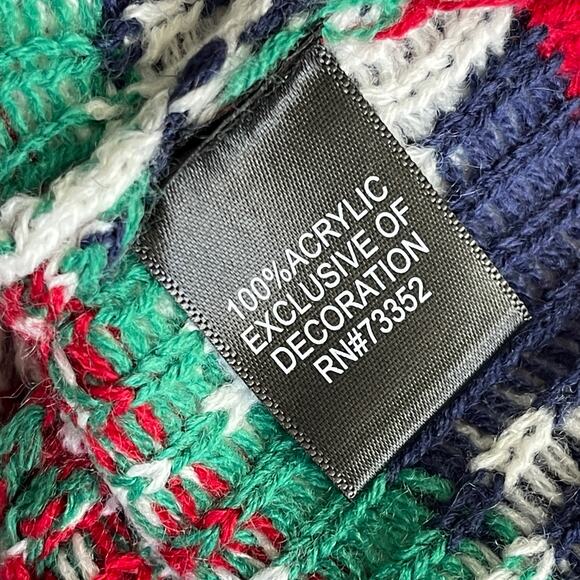 100%ACRYLIC
EXCLUSIVE OF
DECORATION
RN#73352